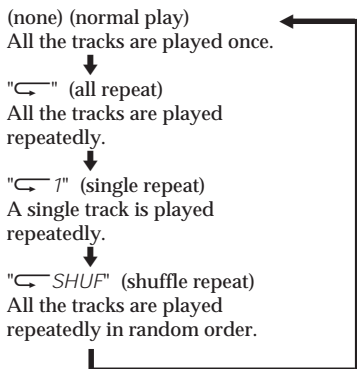 (none) (normal play)
All the tracks are played once.
"" (all repeat)
All the tracks are played
repeatedly.
"1" (single repeat)
A single track is played
repeatedly.
"SHUF" (shuffle repeat)
All the tracks are played
repeatedly in random order.